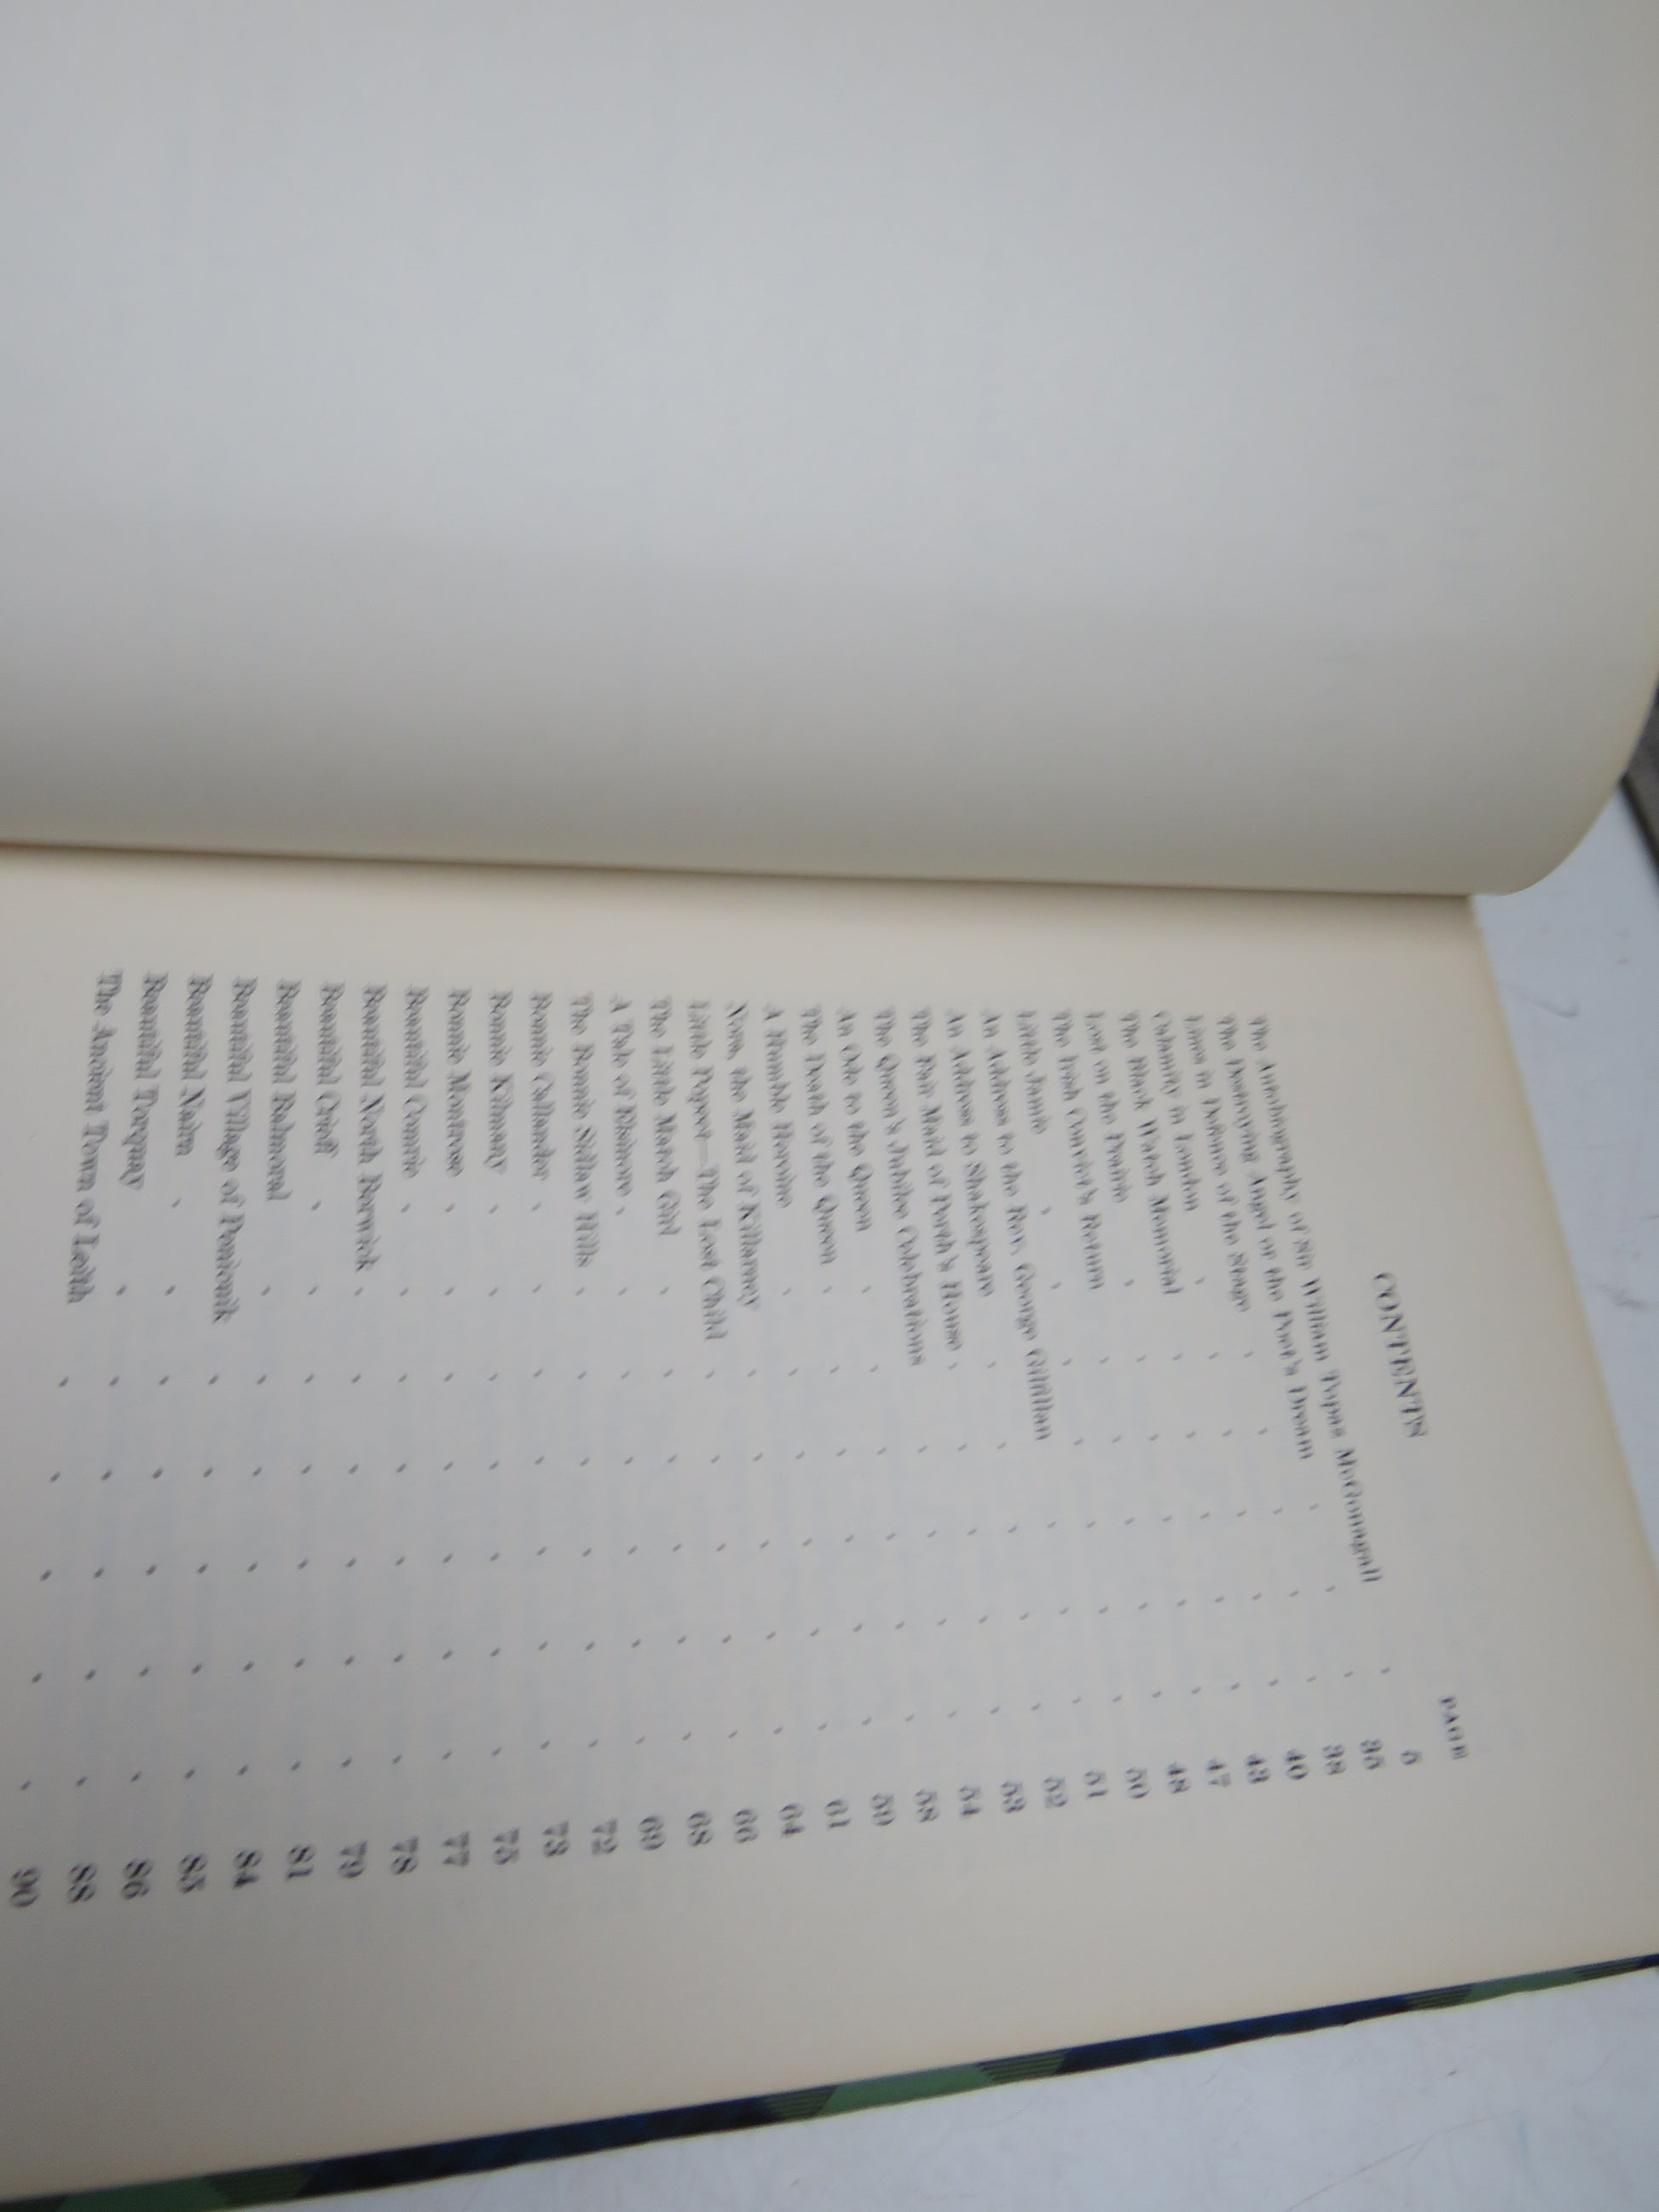 CONTENTS
PAGE
The Autobiography of Sir William Topaz McGonagall . 5
The Destroying Angel or the Poet's Dream . . . 35
Lines in Defence of the Stage . . . . . 38
Calamity in London . . . . . . 40
The Black Watch Memorial . . . . . 43
Lost on the Prairie . . . . . . 47
The Irish Convict's Return . . . . . 48
Little Jamie . . . . . . . 50
An Address to the Rev. George Gilfillan . . . 51
An Address to Shakespeare . . . . . 52
The Fair Maid of Perth's House . . . . . 53
The Queen's Jubilee Celebrations . . . . 54
An Ode to the Queen . . . . . . 58
The Death of the Queen . . . . . . 59
A Humble Heroine . . . . . . 61
Nora, the Maid of Killarney . . . . . 64
Little Popeet—The Lost Child . . . . . 66
The Little Match Girl . . . . . . 68
A Tale of Elsinore . . . . . . . 69
The Bonnie Sidlaw Hills . . . . . . 72
Bonnie Callander . . . . . . . 73
Bonnie Kilmany . . . . . . . 75
Bonnie Montrose . . . . . . . 77
Beautiful Comrie . . . . . . . 78
Beautiful North Berwick . . . . . . 79
Beautiful Crieff . . . . . . . 81
Beautiful Balmoral . . . . . . 84
Beautiful Village of Penicuik . . . . . 85
Beautiful Nairn . . . . . . . 86
Beautiful Torquay . . . . . . 88
The Ancient Town of Leith . . . . . 90